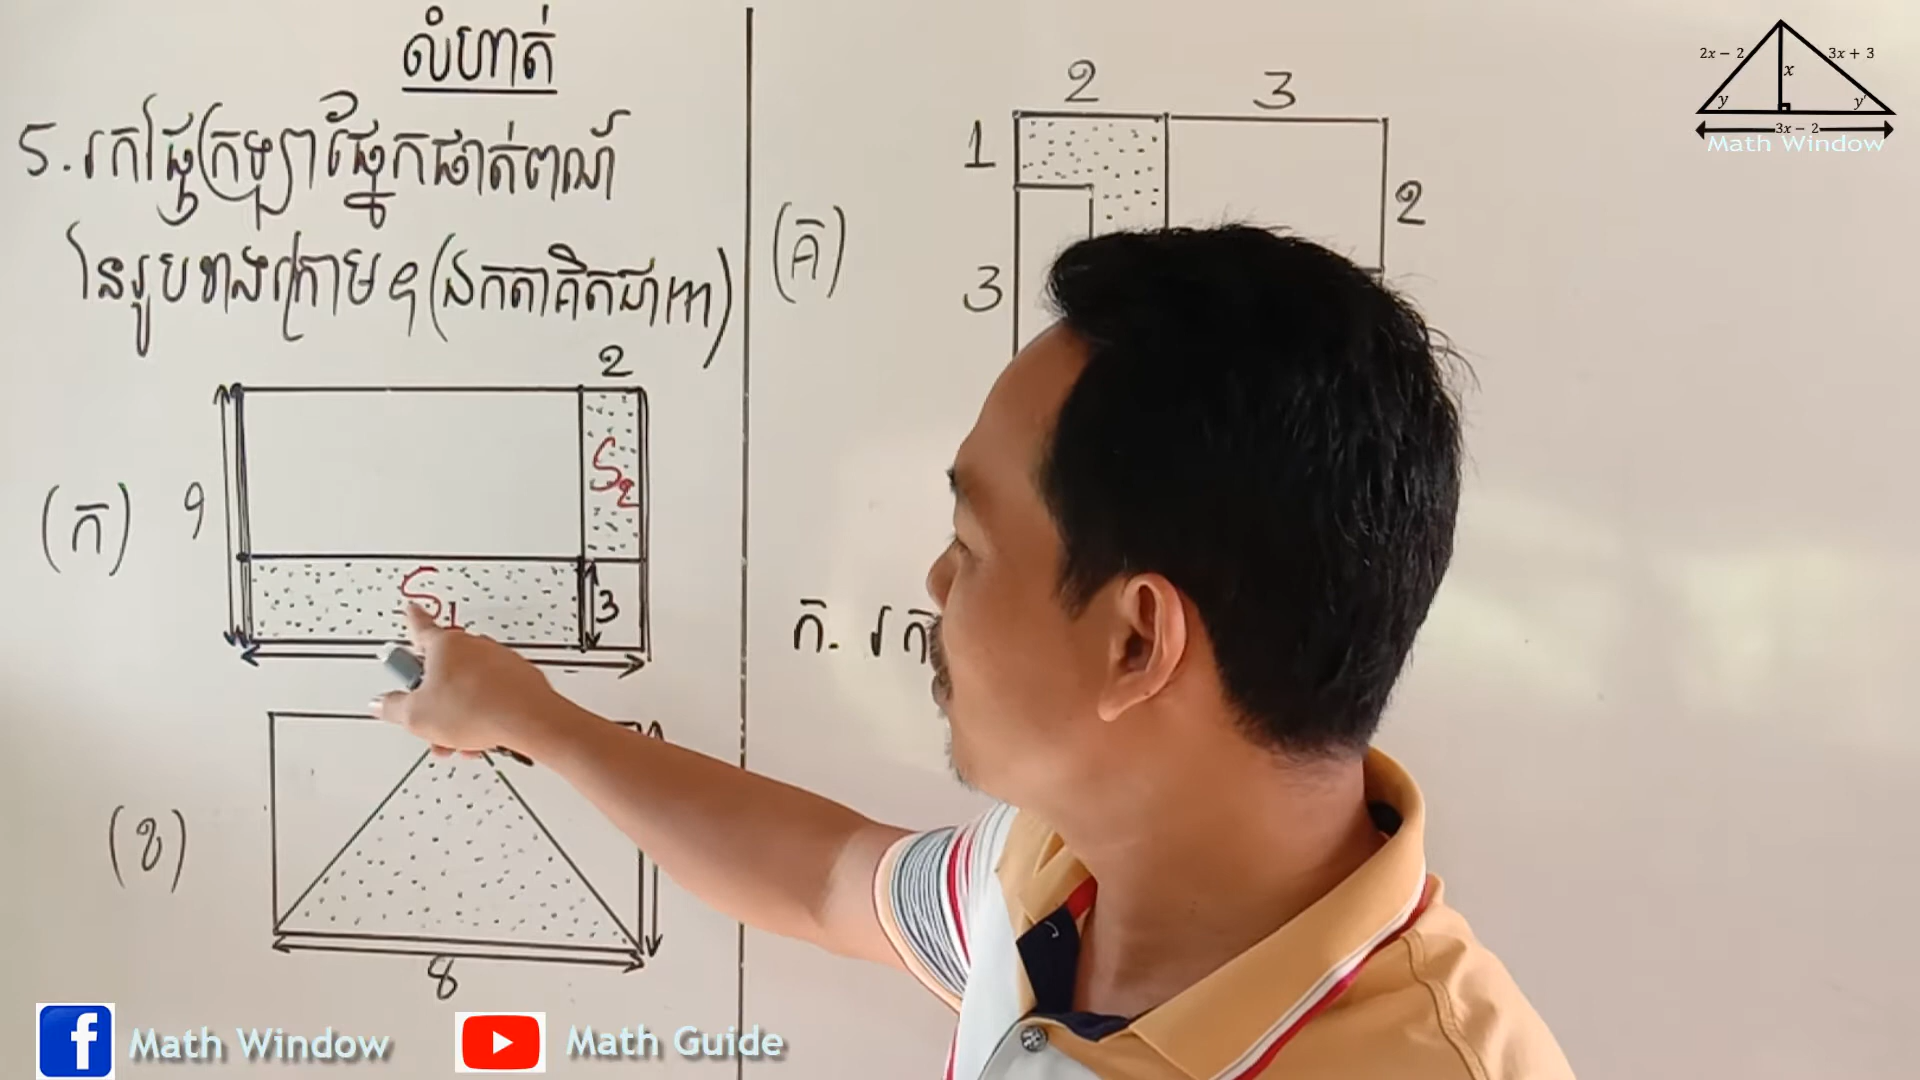 លំហាត់
5. រកផ្ទៃក្រឡាផ្នែកផាត់ពណ៌
នៃរូបខាងក្រោម ៖ (ឯកតាគិតជា m)
2
(ក) 9
S₂
S₁
3
(ខ)
8
2 3
1
(គ)
2
3
ក. រក
2x − 2
3x + 3
x
y
y'
3x − 2
Math Window
Math Window
Math Guide